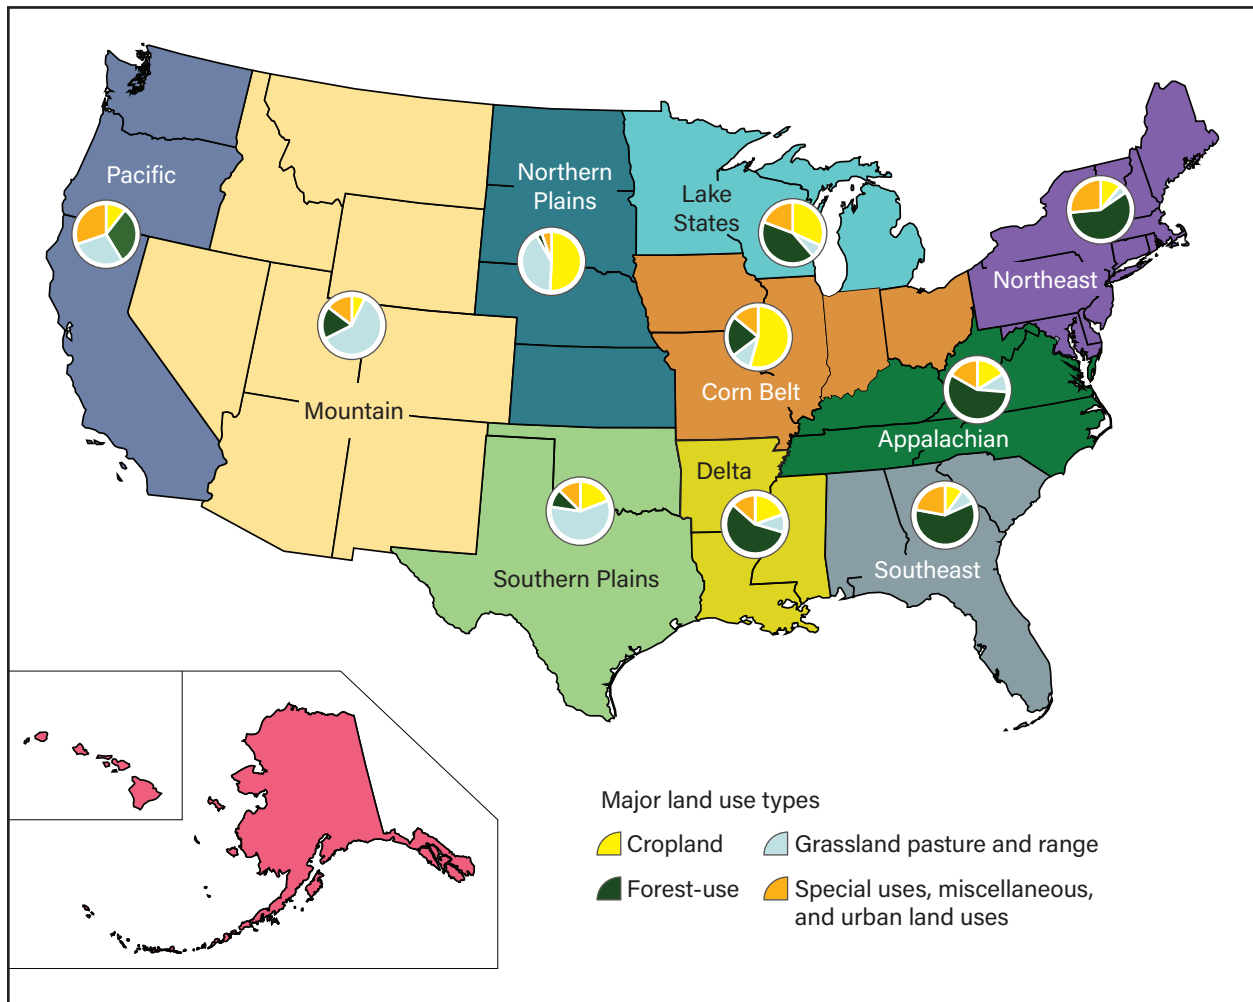 Pacific
Northern
Plains
Lake
States
Northeast
Mountain
Corn Belt
Appalachian
Delta
Southern Plains
Southeast
Major land use types
Cropland
Grassland pasture and range
Forest-use
Special uses, miscellaneous,
and urban land uses